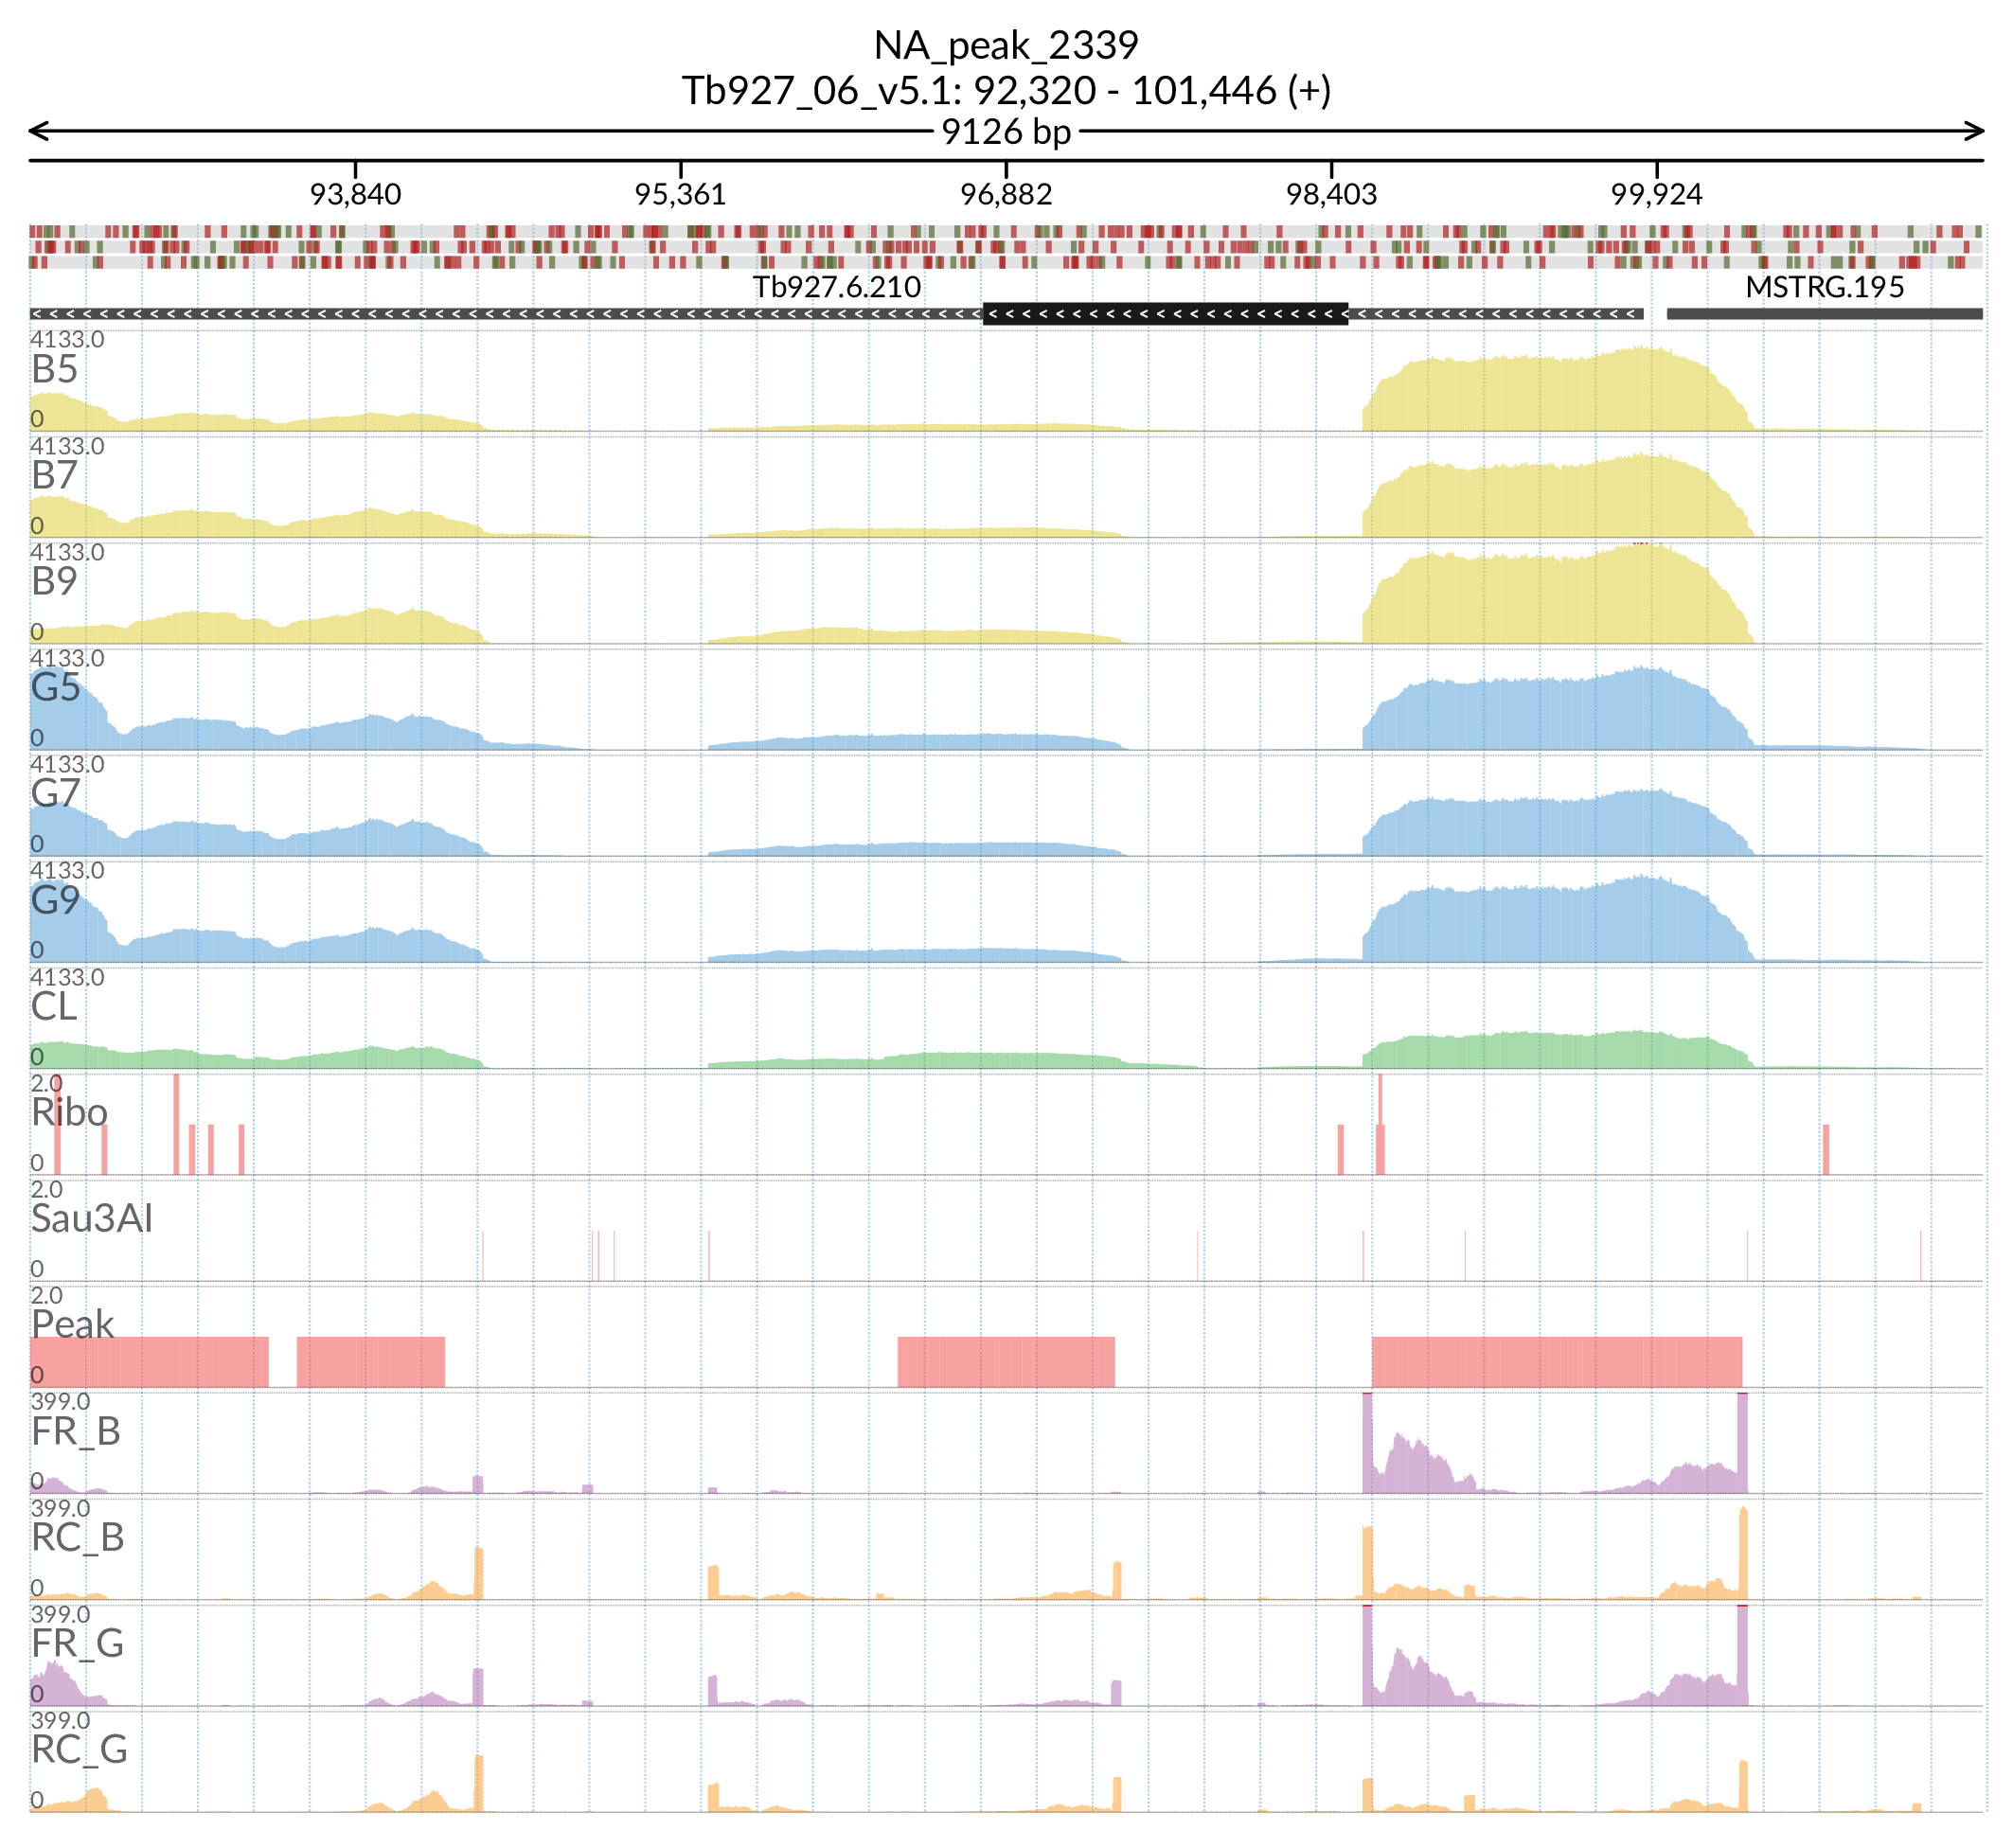 NA_peak_2339
Tb927_06_v5.1: 92,320 - 101,446 (+)
9126 bp
93,840 95,361 96,882 98,403 99,924
Tb927.6.210 MSTRG.195
4133.0
B5
0
4133.0
B7
0
4133.0
B9
0
4133.0
G5
0
4133.0
G7
0
4133.0
G9
0
4133.0
CL
0
2.0
Ribo
0
2.0
Sau3AI
0
2.0
Peak
0
399.0
FR_B
0
399.0
RC_B
0
399.0
FR_G
0
399.0
RC_G
0